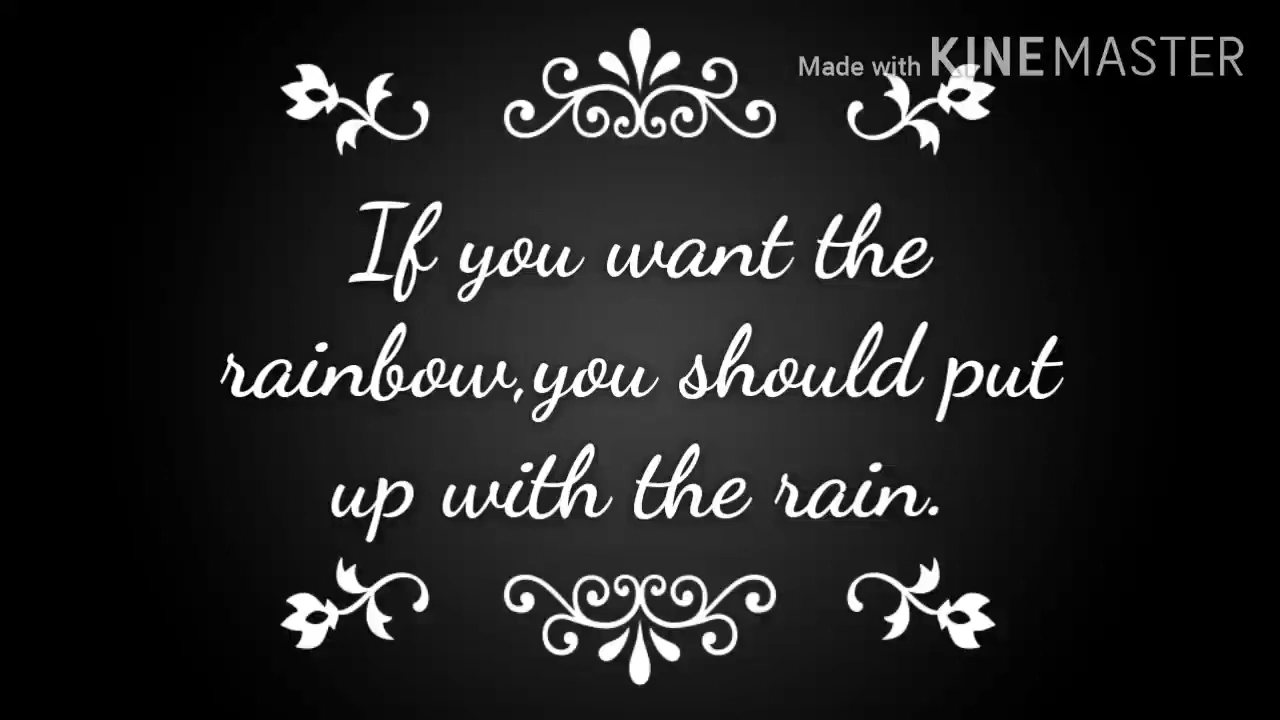 Made with KINEMASTER
If you want the
rainbow,you should put
up with the rain.